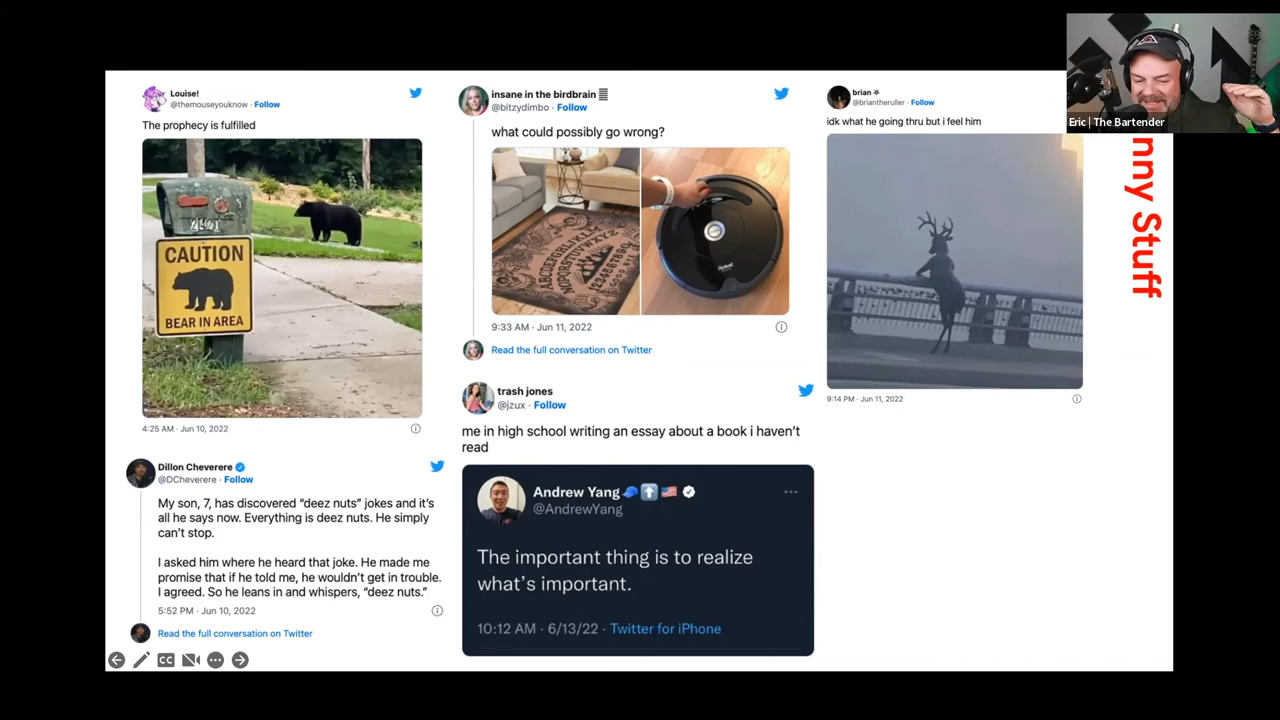 Louise!
@themouseyouknow · Follow
The prophecy is fulfilled
2401
CAUTION
BEAR IN AREA
4:25 AM · Jun 10, 2022
Dillon Cheverere
@DCheverere · Follow
My son, 7, has discovered “deez nuts” jokes and it’s
all he says now. Everything is deez nuts. He simply
can’t stop.
I asked him where he heard that joke. He made me
promise that if he told me, he wouldn’t get in trouble.
I agreed. So he leans in and whispers, “deez nuts.”
5:52 PM · Jun 10, 2022
Read the full conversation on Twitter
CC
insane in the birdbrain
@bitzydimbo · Follow
what could possibly go wrong?
9:33 AM · Jun 11, 2022
Read the full conversation on Twitter
trash jones
@jzux · Follow
me in high school writing an essay about a book i haven’t
read
Andrew Yang🧢⬆️🇺🇸
@AndrewYang
The important thing is to realize
what’s important.
10:12 AM · 6/13/22 · Twitter for iPhone
brian
@briantheruller · Follow
idk what he going thru but i feel him
9:14 PM · Jun 11, 2022
Eric | The Bartender
nny Stuff